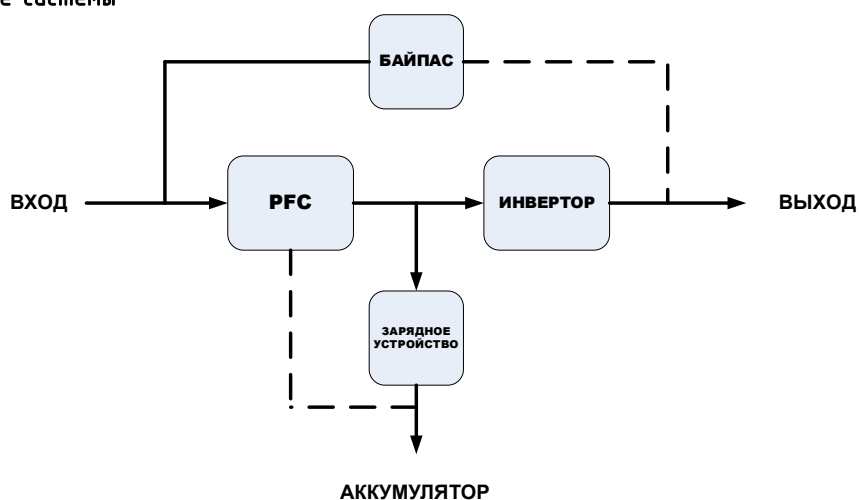 е системы
БАЙПАС
ВХОД
PFC
ИНВЕРТОР
ВЫХОД
ЗАРЯДНОЕ
УСТРОЙСТВО
АККУМУЛЯТОР